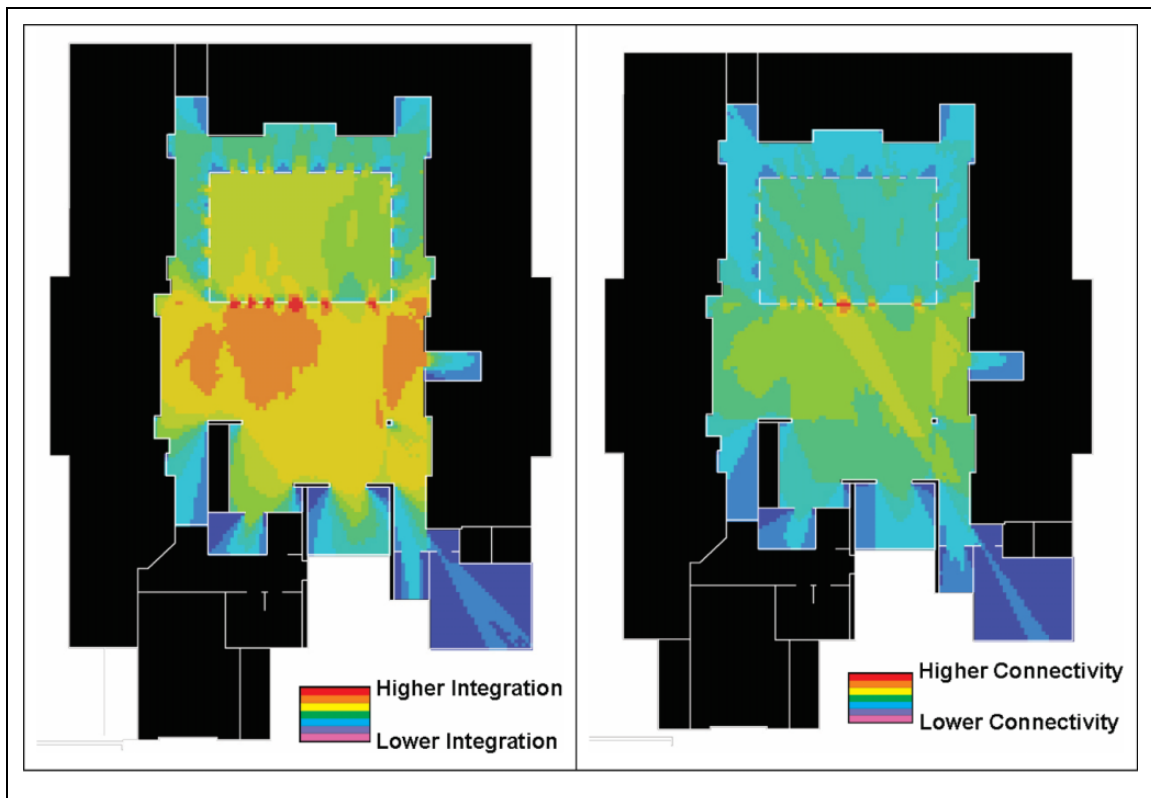 Higher Integration
Lower Integration
Higher Connectivity
Lower Connectivity